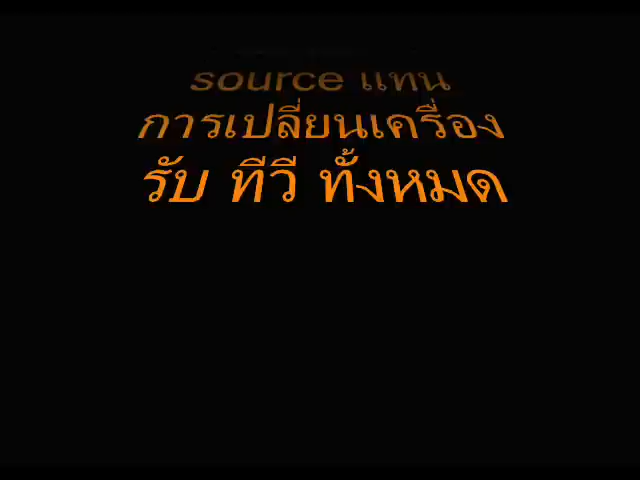 source แทน
การเปลี่ยนเครื่อง
รับ ทีวี ทั้งหมด